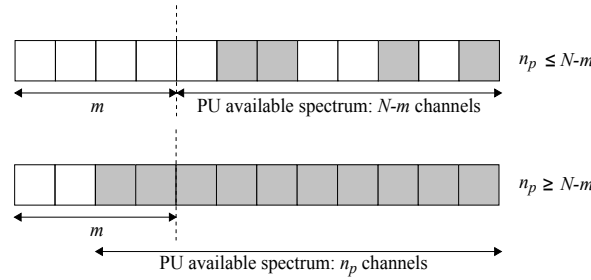 n_p ≤ N-m
m
PU available spectrum: N-m channels
n_p ≥ N-m
m
PU available spectrum: n_p channels